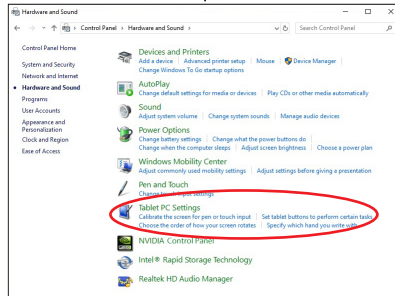 Hardware and Sound
Control Panel > Hardware and Sound >
Search Control Panel
Control Panel Home
System and Security
Network and Internet
Hardware and Sound
Programs
User Accounts
Appearance and
Personalization
Clock and Region
Ease of Access
Devices and Printers
Add a device | Advanced printer setup | Mouse | Device Manager |
Change Windows To Go startup options
AutoPlay
Change default settings for media or devices | Play CDs or other media automatically
Sound
Adjust system volume | Change system sounds | Manage audio devices
Power Options
Change battery settings | Change what the power buttons do |
Change when the computer sleeps | Adjust screen brightness | Choose a power plan
Windows Mobility Center
Adjust commonly used mobility settings | Adjust settings before giving a presentation
Pen and Touch
Change touch input settings
Tablet PC Settings
Calibrate the screen for pen or touch input | Set tablet buttons to perform certain tasks
Choose the order of how your screen rotates | Specify which hand you write with
NVIDIA Control Panel
Intel® Rapid Storage Technology
Realtek HD Audio Manager